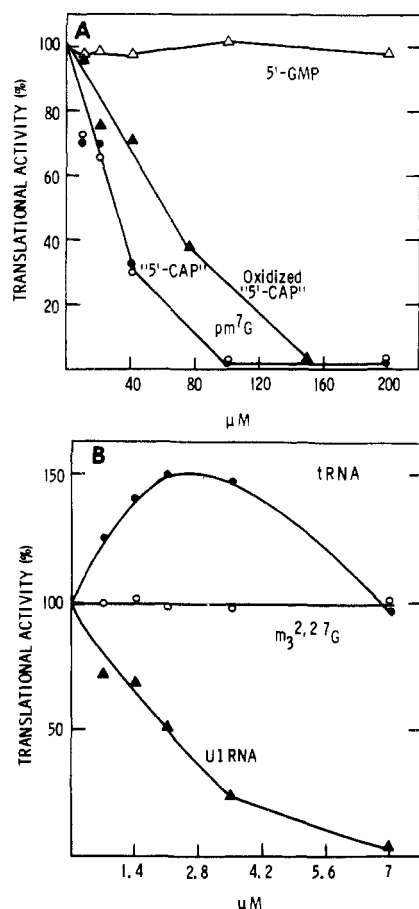 A
100
80
60
40
20
TRANSLATIONAL ACTIVITY (%)
5'-GMP
"5'-CAP"
Oxidized
"5'-CAP"
pm⁷G
40
80
120
160
200
μM
B
150
100
50
TRANSLATIONAL ACTIVITY (%)
tRNA
m₃²,²,⁷G
U1RNA
1.4
2.8
4.2
5.6
7
μM